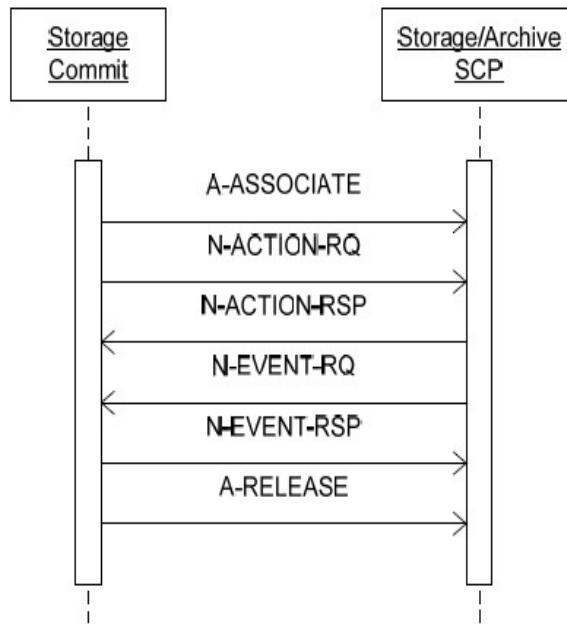 Storage
Commit
Storage/Archive
SCP
A-ASSOCIATE
N-ACTION-RQ
N-ACTION-RSP
N-EVENT-RQ
N-EVENT-RSP
A-RELEASE